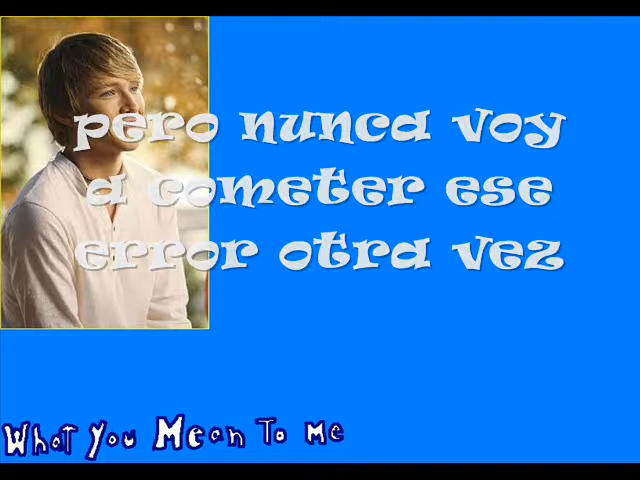 pero nunca voy
a cometer ese
error otra vez
What You Mean To Me